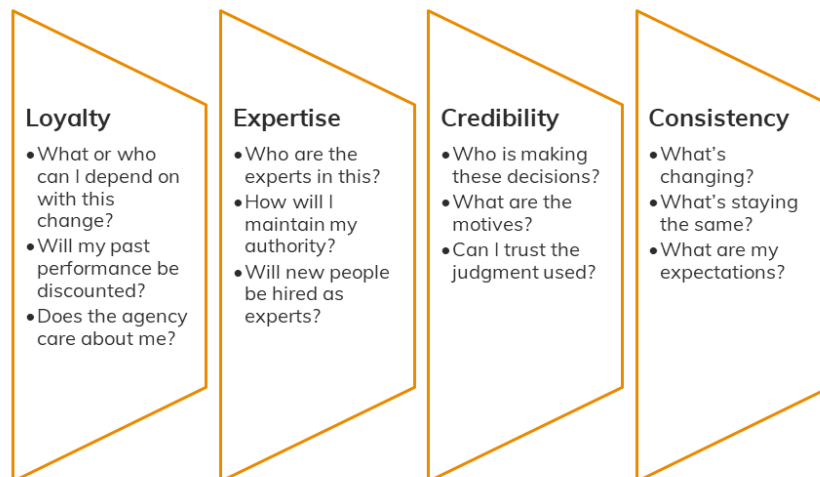 Loyalty
•What or who
can I depend on
with this
change?
•Will my past
performance be
discounted?
•Does the agency
care about me?
Expertise
•Who are the
experts in this?
•How will I
maintain my
authority?
•Will new people
be hired as
experts?
Credibility
•Who is making
these decisions?
•What are the
motives?
•Can I trust the
judgment used?
Consistency
•What's
changing?
•What's staying
the same?
•What are my
expectations?